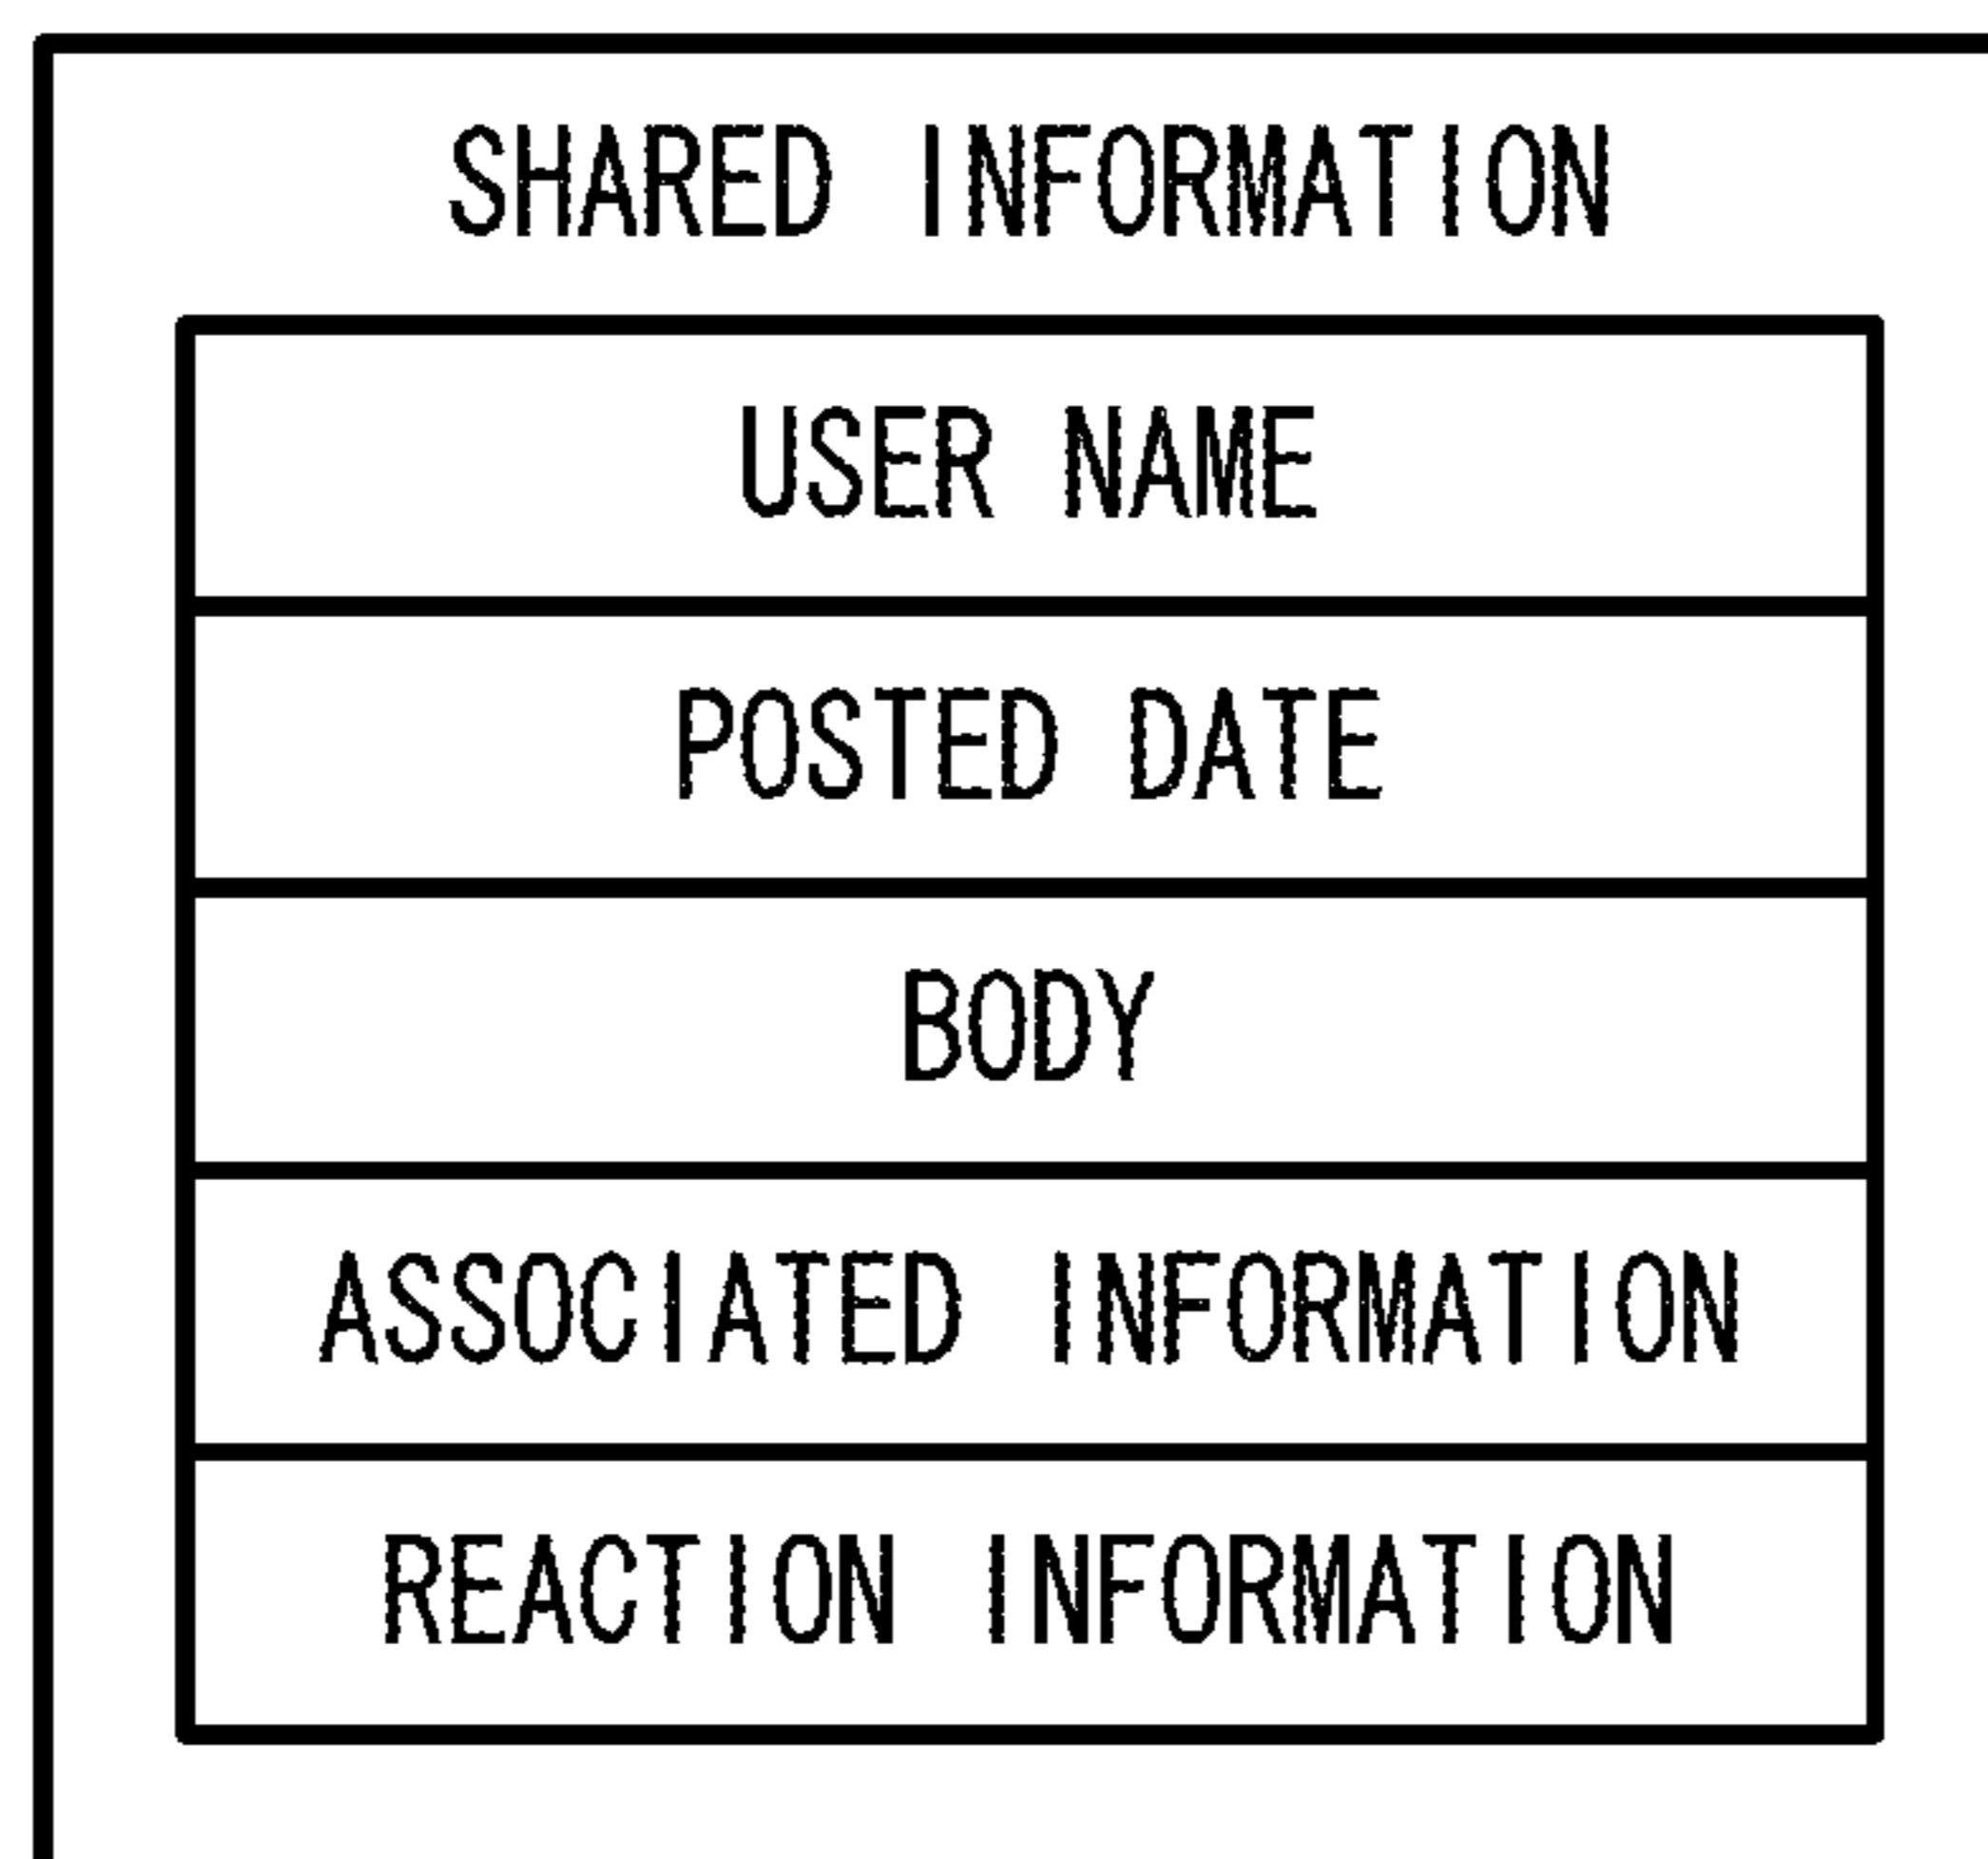 SHARED INFORMATION
USER NAME
POSTED DATE
BODY
ASSOCIATED INFORMATION
REACTION INFORMATION